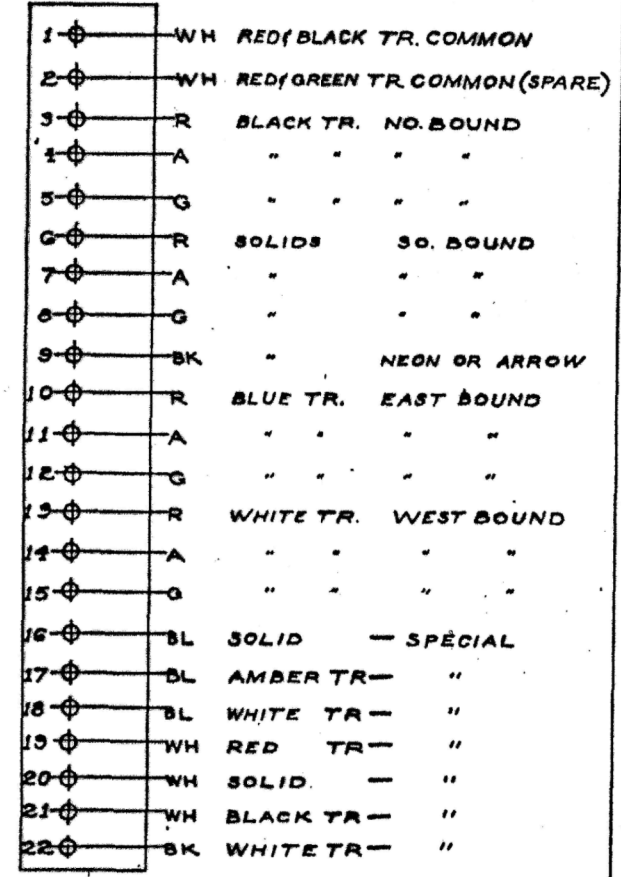 1 WH RED & BLACK TR. COMMON
2 WH RED & GREEN TR. COMMON (SPARE)
3 R BLACK TR. NO. BOUND
4 A " " " "
5 G " " " "
6 R SOLIDS SO. BOUND
7 A " " "
8 G " " "
9 BK " NEON OR ARROW
10 R BLUE TR. EAST BOUND
11 A " " " "
12 G " " " "
13 R WHITE TR. WEST BOUND
14 A " " " "
15 G " " " "
16 BL SOLID — SPECIAL
17 BL AMBER TR — "
18 BL WHITE TR — "
19 WH RED TR — "
20 WH SOLID — "
21 WH BLACK TR — "
22 BK WHITE TR — "